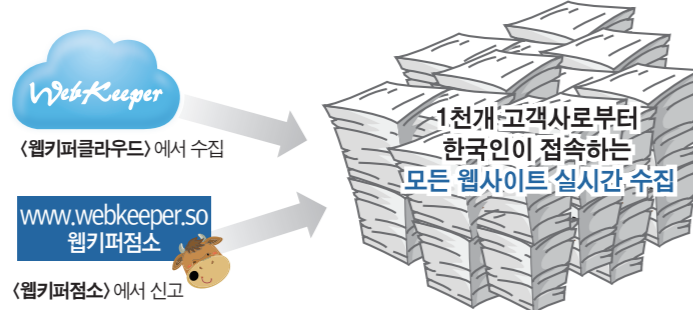 WebKeeper
<웹키퍼클라우드> 에서 수집
www.webkeeper.so
웹키퍼점소
<웹키퍼점소> 에서 신고
1천개 고객사로부터
한국인이 접속하는
모든 웹사이트 실시간 수집